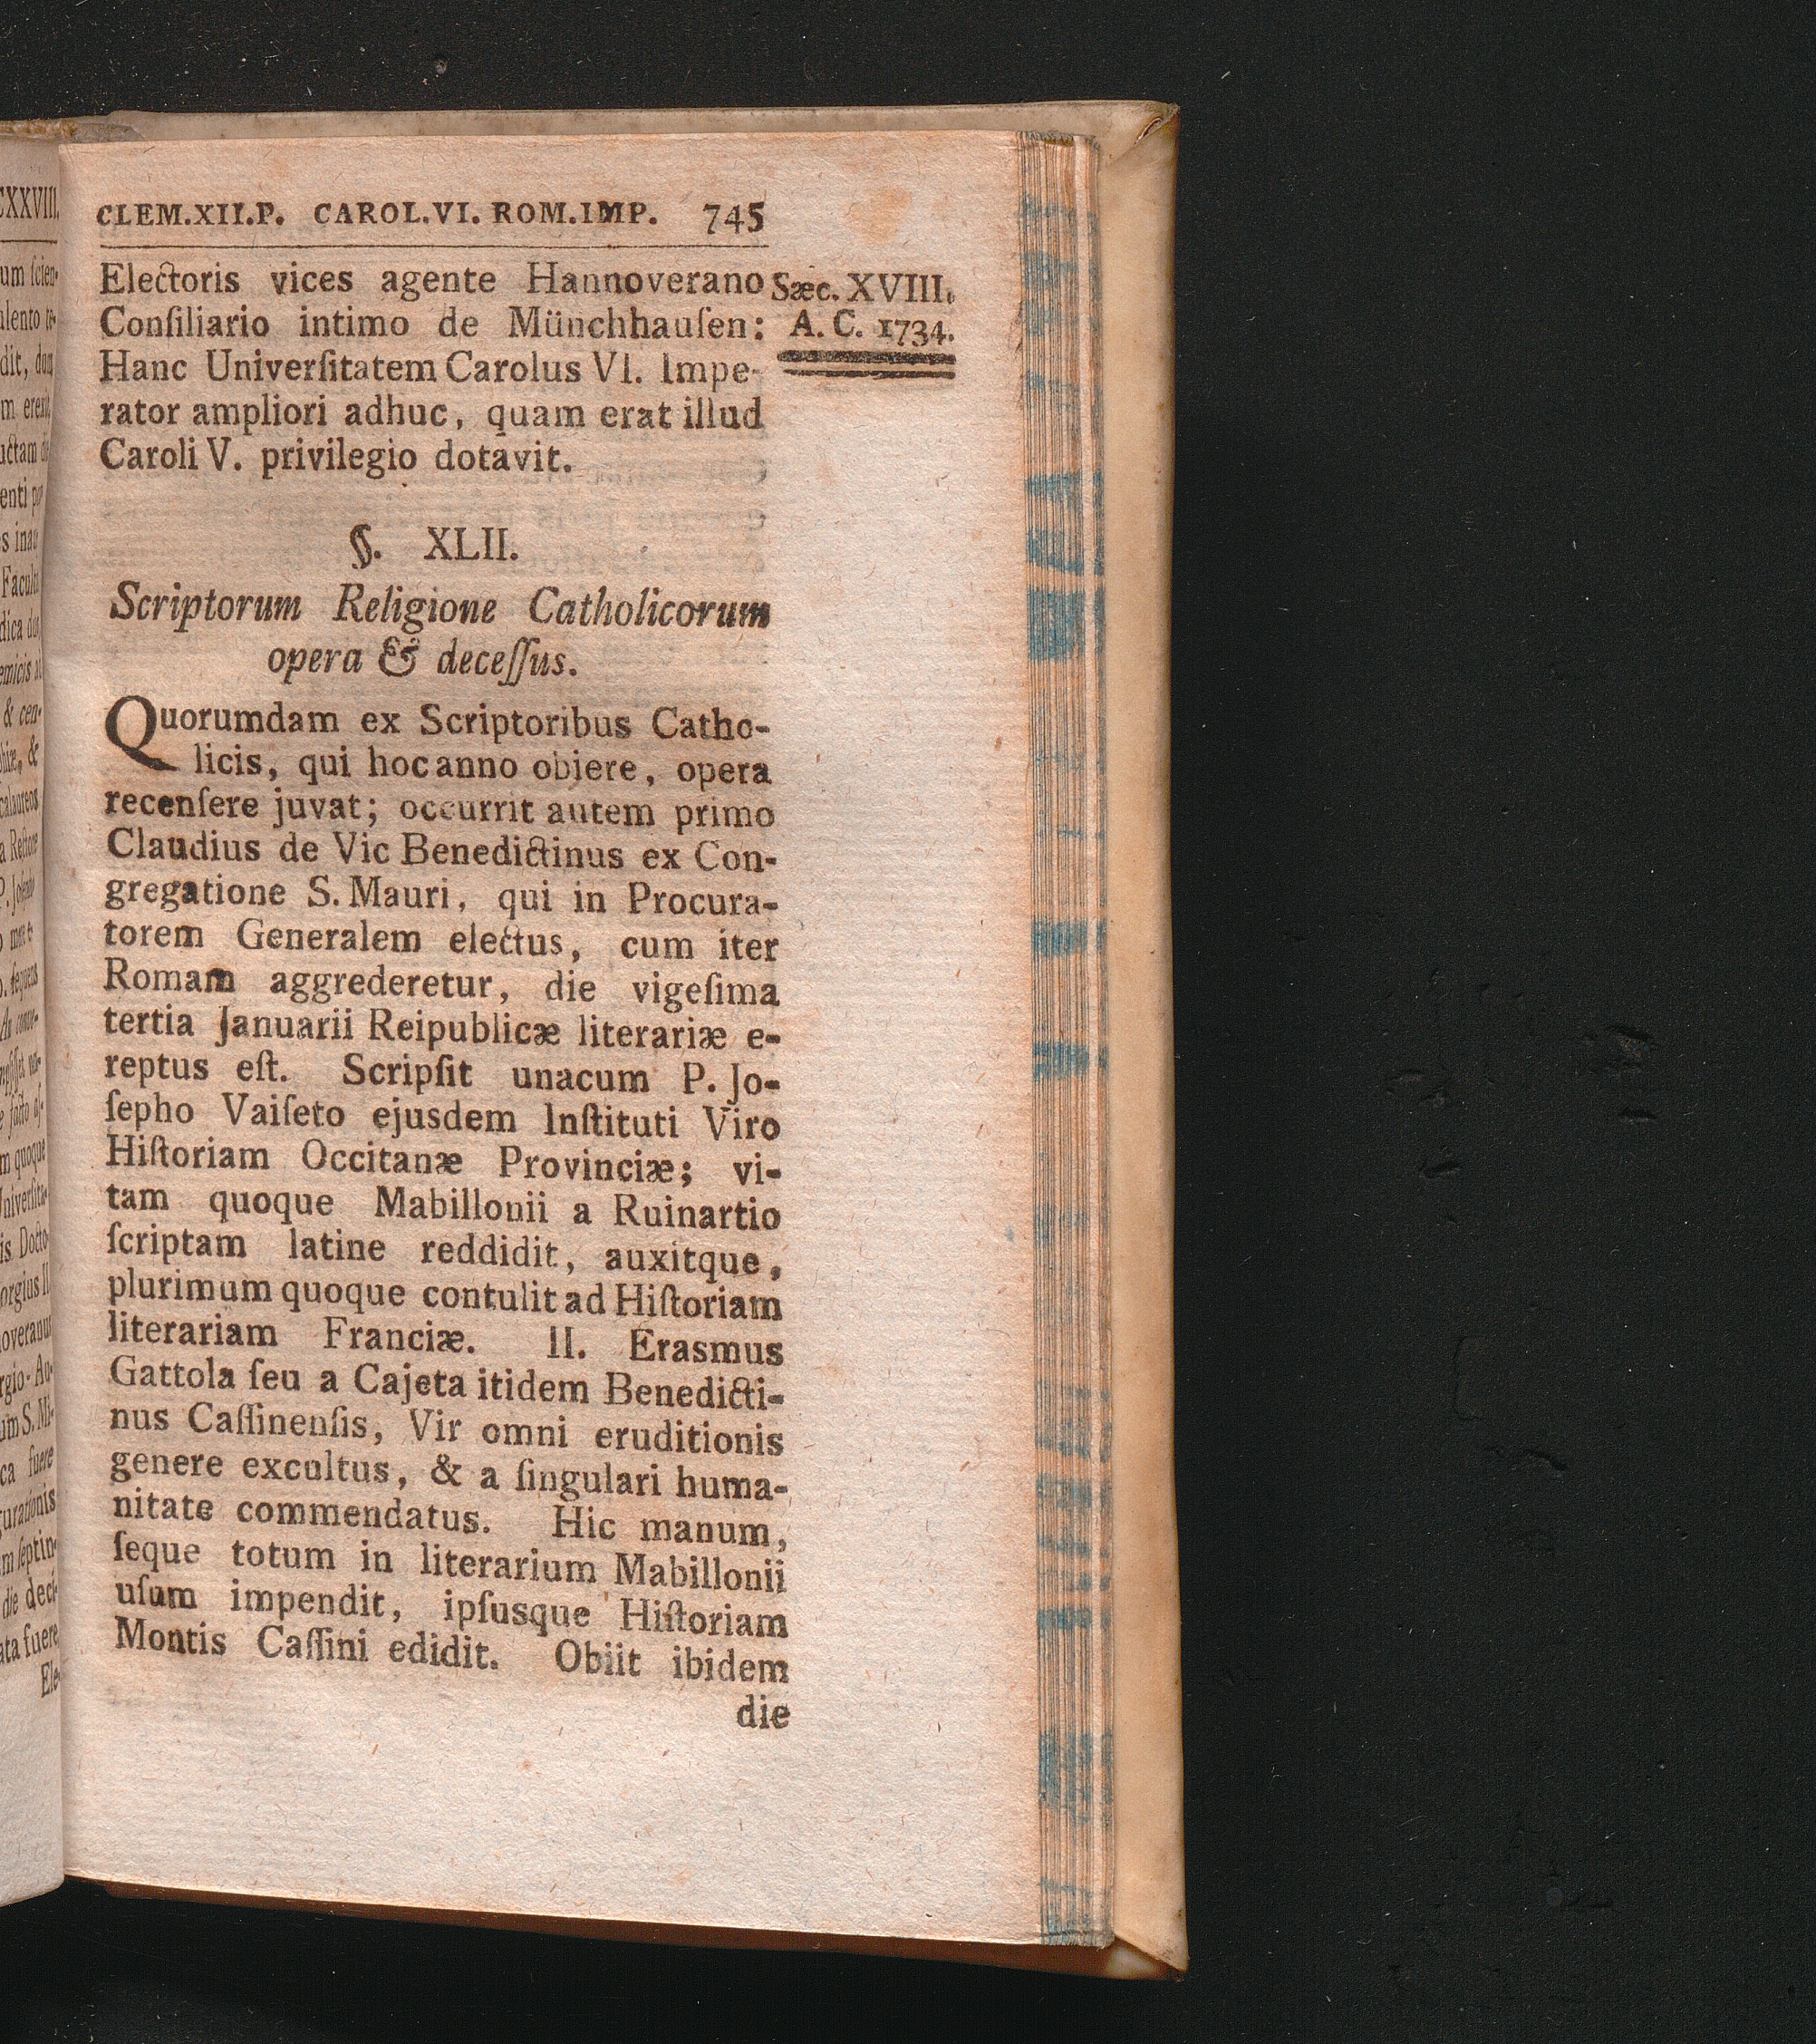 CLEM.XII.P. CAROL.VI. ROM.IMP. 745
Electoris vices agente Hannoverano
Conſiliario intimo de Münchhauſen:
Hanc Univerſitatem Carolus VI. Impe-
rator ampliori adhuc, quam erat illud
Caroli V. privilegio dotavit.
Sæc. XVIII.
A. C. 1734.
§. XLII.
Scriptorum Religione Catholicorum
opera & deceſſus.
Quorumdam ex Scriptoribus Catho-
licis, qui hoc anno obiere, opera
recenſere juvat; occurrit autem primo
Claudius de Vic Benedictinus ex Con-
gregatione S. Mauri, qui in Procura-
torem Generalem electus, cum iter
Romam aggrederetur, die vigeſima
tertia Januarii Reipublicæ literariæ e-
reptus eſt. Scripſit unacum P. Jo-
ſepho Vaiſeto ejusdem Inſtituti Viro
Hiſtoriam Occitanæ Provinciæ; vi-
tam quoque Mabillonii a Ruinartio
ſcriptam latine reddidit, auxitque,
plurimum quoque contulit ad Hiſtoriam
literariam Franciæ. II. Erasmus
Gattola ſeu a Cajeta itidem Benedicti-
nus Caſſinenſis, Vir omni eruditionis
genere excultus, & a ſingulari huma-
nitate commendatus. Hic manum,
ſeque totum in literarium Mabillonii
uſum impendit, ipſusque Hiſtoriam
Montis Caſſini edidit. Obiit ibidem
die